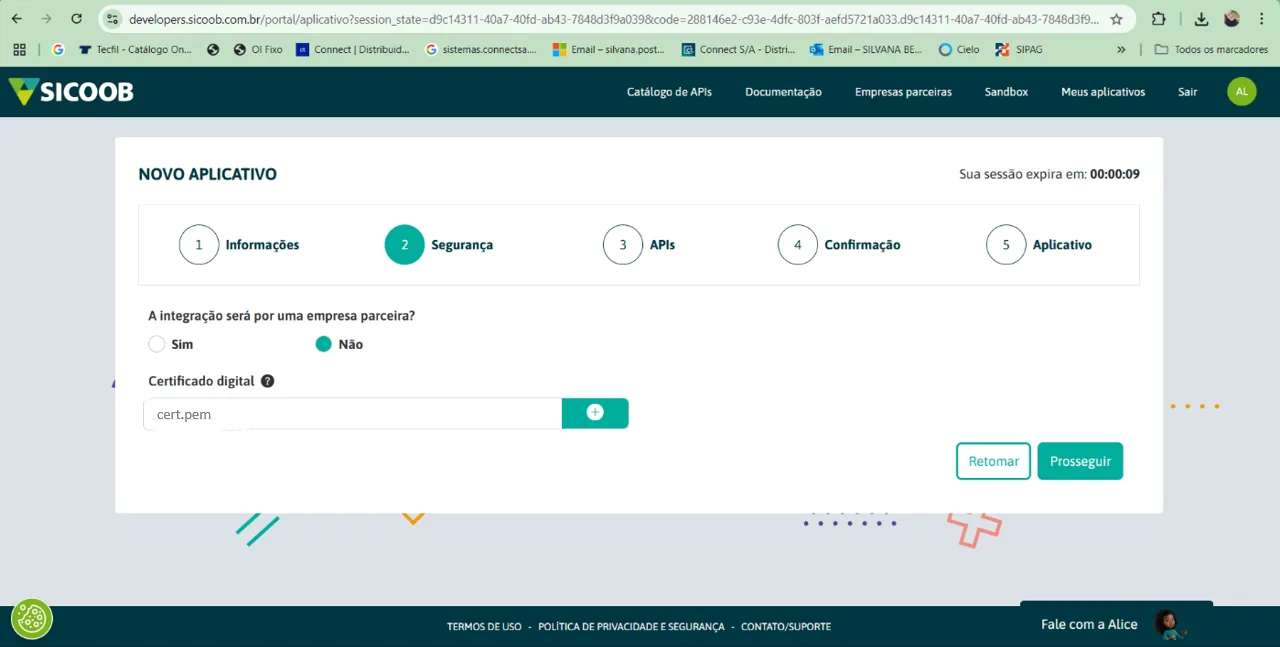 developers.sicoob.com.br/portal/aplicativo?session_state=d9c14311-40a7-40fd-ab43-7848d3f9a039&code=288146e2-c93e-4dfc-803f-aefd5721a033.d9c14311-40a7-40fd-ab43-7848d3f9...
Tecfil - Catálogo On... OI Fixo Connect | Distribuid... sistemas.connectsa.... Email – silvana.post... Connect S/A - Distri... Email – SILVANA BE... Cielo SIPAG » Todos os marcadores
SICOOB Catálogo de APIs Documentação Empresas parceiras Sandbox Meus aplicativos Sair AL
NOVO APLICATIVO Sua sessão expira em: 00:00:09
1 Informações 2 Segurança 3 APIs 4 Confirmação 5 Aplicativo
A integração será por uma empresa parceira?
Sim Não
Certificado digital ?
cert.pem
Retomar Prosseguir
TERMOS DE USO - POLÍTICA DE PRIVACIDADE E SEGURANÇA - CONTATO/SUPORTE
Fale com a Alice